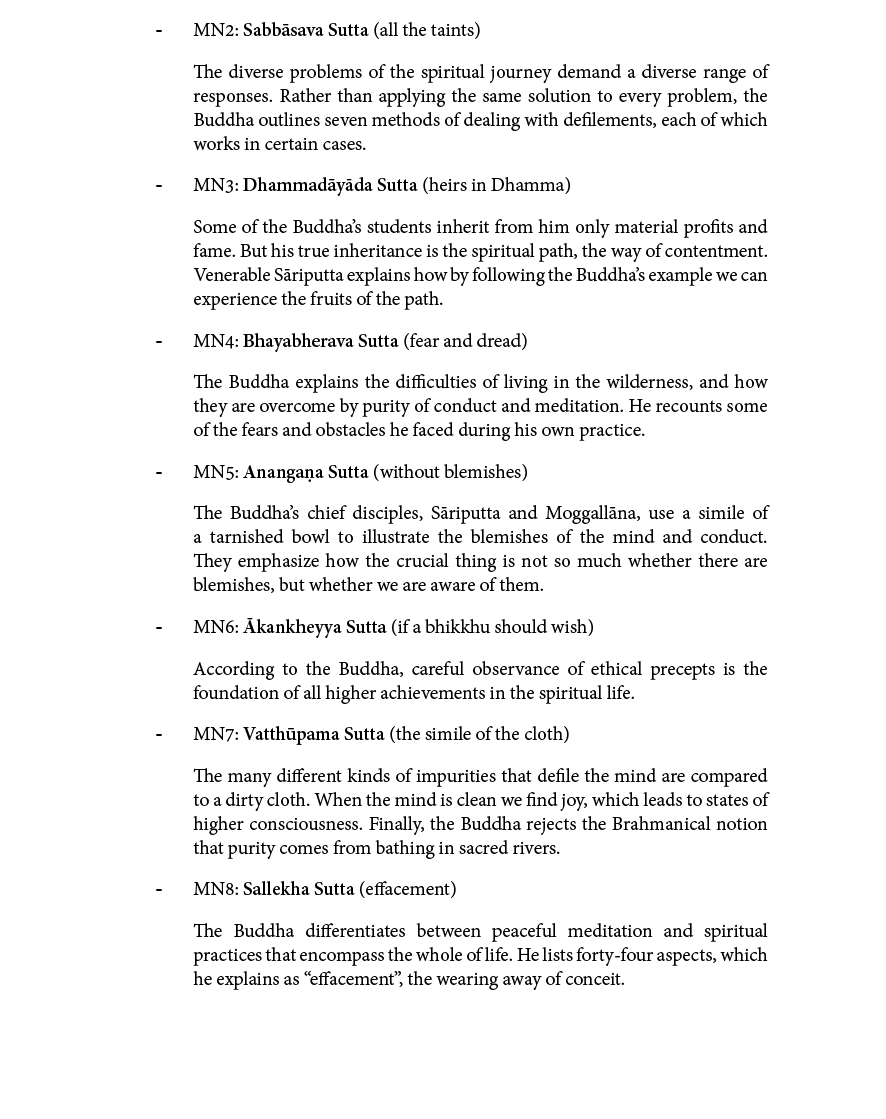 - MN2: Sabbāsava Sutta (all the taints)
The diverse problems of the spiritual journey demand a diverse range of
responses. Rather than applying the same solution to every problem, the
Buddha outlines seven methods of dealing with defilements, each of which
works in certain cases.
- MN3: Dhammadāyāda Sutta (heirs in Dhamma)
Some of the Buddha’s students inherit from him only material profits and
fame. But his true inheritance is the spiritual path, the way of contentment.
Venerable Sāriputta explains how by following the Buddha’s example we can
experience the fruits of the path.
- MN4: Bhayabherava Sutta (fear and dread)
The Buddha explains the difficulties of living in the wilderness, and how
they are overcome by purity of conduct and meditation. He recounts some
of the fears and obstacles he faced during his own practice.
- MN5: Anangaṇa Sutta (without blemishes)
The Buddha’s chief disciples, Sāriputta and Moggallāna, use a simile of
a tarnished bowl to illustrate the blemishes of the mind and conduct.
They emphasize how the crucial thing is not so much whether there are
blemishes, but whether we are aware of them.
- MN6: Ākankheyya Sutta (if a bhikkhu should wish)
According to the Buddha, careful observance of ethical precepts is the
foundation of all higher achievements in the spiritual life.
- MN7: Vatthūpama Sutta (the simile of the cloth)
The many different kinds of impurities that defile the mind are compared
to a dirty cloth. When the mind is clean we find joy, which leads to states of
higher consciousness. Finally, the Buddha rejects the Brahmanical notion
that purity comes from bathing in sacred rivers.
- MN8: Sallekha Sutta (effacement)
The Buddha differentiates between peaceful meditation and spiritual
practices that encompass the whole of life. He lists forty-four aspects, which
he explains as “effacement”, the wearing away of conceit.